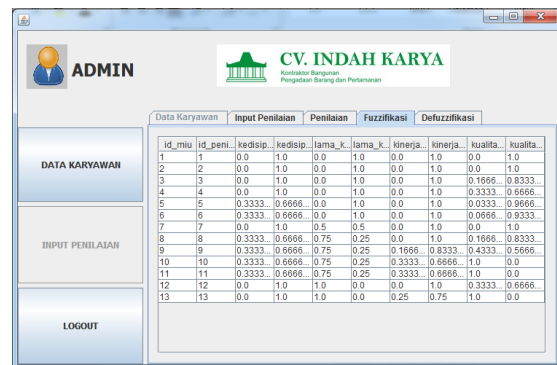 ADMIN
CV. INDAH KARYA
Kontraktor Bangunan
Pengadaan Barang dan Pertamanan
Data Karyawan Input Penilaian Penilaian Fuzzifikasi Defuzzifikasi
DATA KARYAWAN
INPUT PENILAIAN
LOGOUT
id_miu id_peni... kedisip... kedisip... lama_k... lama_k... kinerja... kinerja... kualita... kualita...
1 1 0.0 1.0 0.0 1.0 0.0 1.0 0.0 1.0
2 2 0.0 1.0 0.0 1.0 0.0 1.0 0.0 1.0
3 3 0.0 1.0 0.0 1.0 0.0 1.0 0.1666... 0.8333...
4 4 0.0 1.0 0.0 1.0 0.0 1.0 0.3333... 0.6666...
5 5 0.3333... 0.6666... 0.0 1.0 0.0 1.0 0.0333... 0.9666...
6 6 0.3333... 0.6666... 0.0 1.0 0.0 1.0 0.0666... 0.9333...
7 7 0.0 1.0 0.5 0.5 0.0 1.0 0.0 1.0
8 8 0.3333... 0.6666... 0.75 0.25 0.0 1.0 0.1666... 0.8333...
9 9 0.3333... 0.6666... 0.75 0.25 0.1666... 0.8333... 0.4333... 0.5666...
10 10 0.3333... 0.6666... 0.75 0.25 0.3333... 0.6666... 1.0 0.0
11 11 0.3333... 0.6666... 0.75 0.25 0.3333... 0.6666... 1.0 0.0
12 12 0.0 1.0 1.0 0.0 0.0 1.0 0.3333... 0.6666...
13 13 0.0 1.0 1.0 0.0 0.25 0.75 1.0 0.0